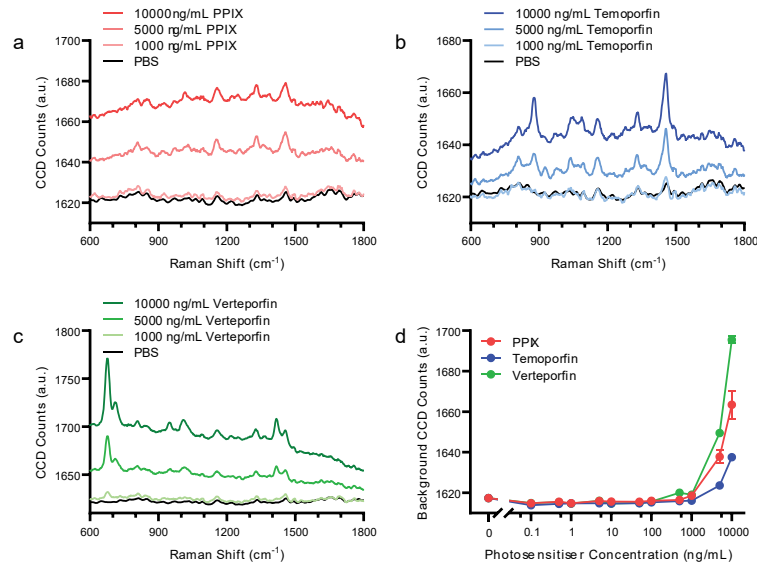 a
10000ng/mL PPIX
5000 ng/mL PPIX
1000 ng/mL PPIX
PBS
1700
1680
1660
1640
1620
CCD Counts (a.u.)
600 900 1200 1500 1800
Raman Shift (cm-1)
b
10000 ng/mL Temoporfin
5000 ng/mL Temoporfin
1000 ng/mL Temoporfin
PBS
1680
1660
1640
1620
CCD Counts (a.u.)
600 900 1200 1500 1800
Raman Shift (cm-1)
c
10000 ng/mL Verteporfin
5000 ng/mL Verteporfin
1000 ng/mL Verteporfin
PBS
1800
1750
1700
1650
CCD Counts (a.u.)
600 900 1200 1500 1800
Raman Shift (cm-1)
d
PPIX
Temoporfin
Verteporfin
1700
1680
1660
1640
1620
Background CCD Counts (a.u.)
0 0.1 1 10 100 1000 10000
Photosensitiser Concentration (ng/mL)